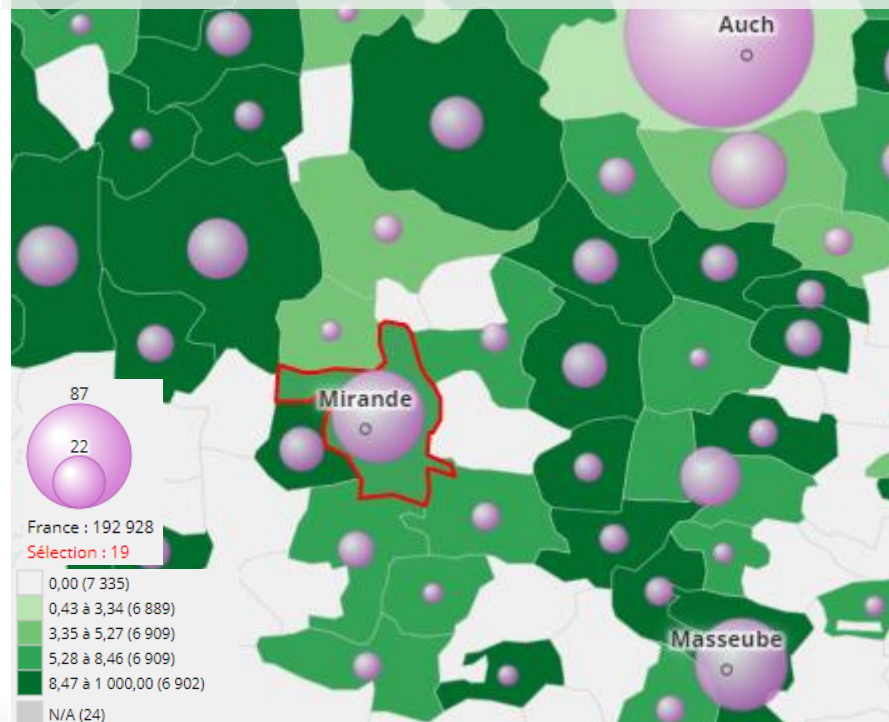 Auch
Mirande
Masseube
87
22
France : 192 928
Sélection : 19
0,00 (7 335)
0,43 à 3,34 (6 889)
3,35 à 5,27 (6 909)
5,28 à 8,46 (6 909)
8,47 à 1 000,00 (6 902)
N/A (24)